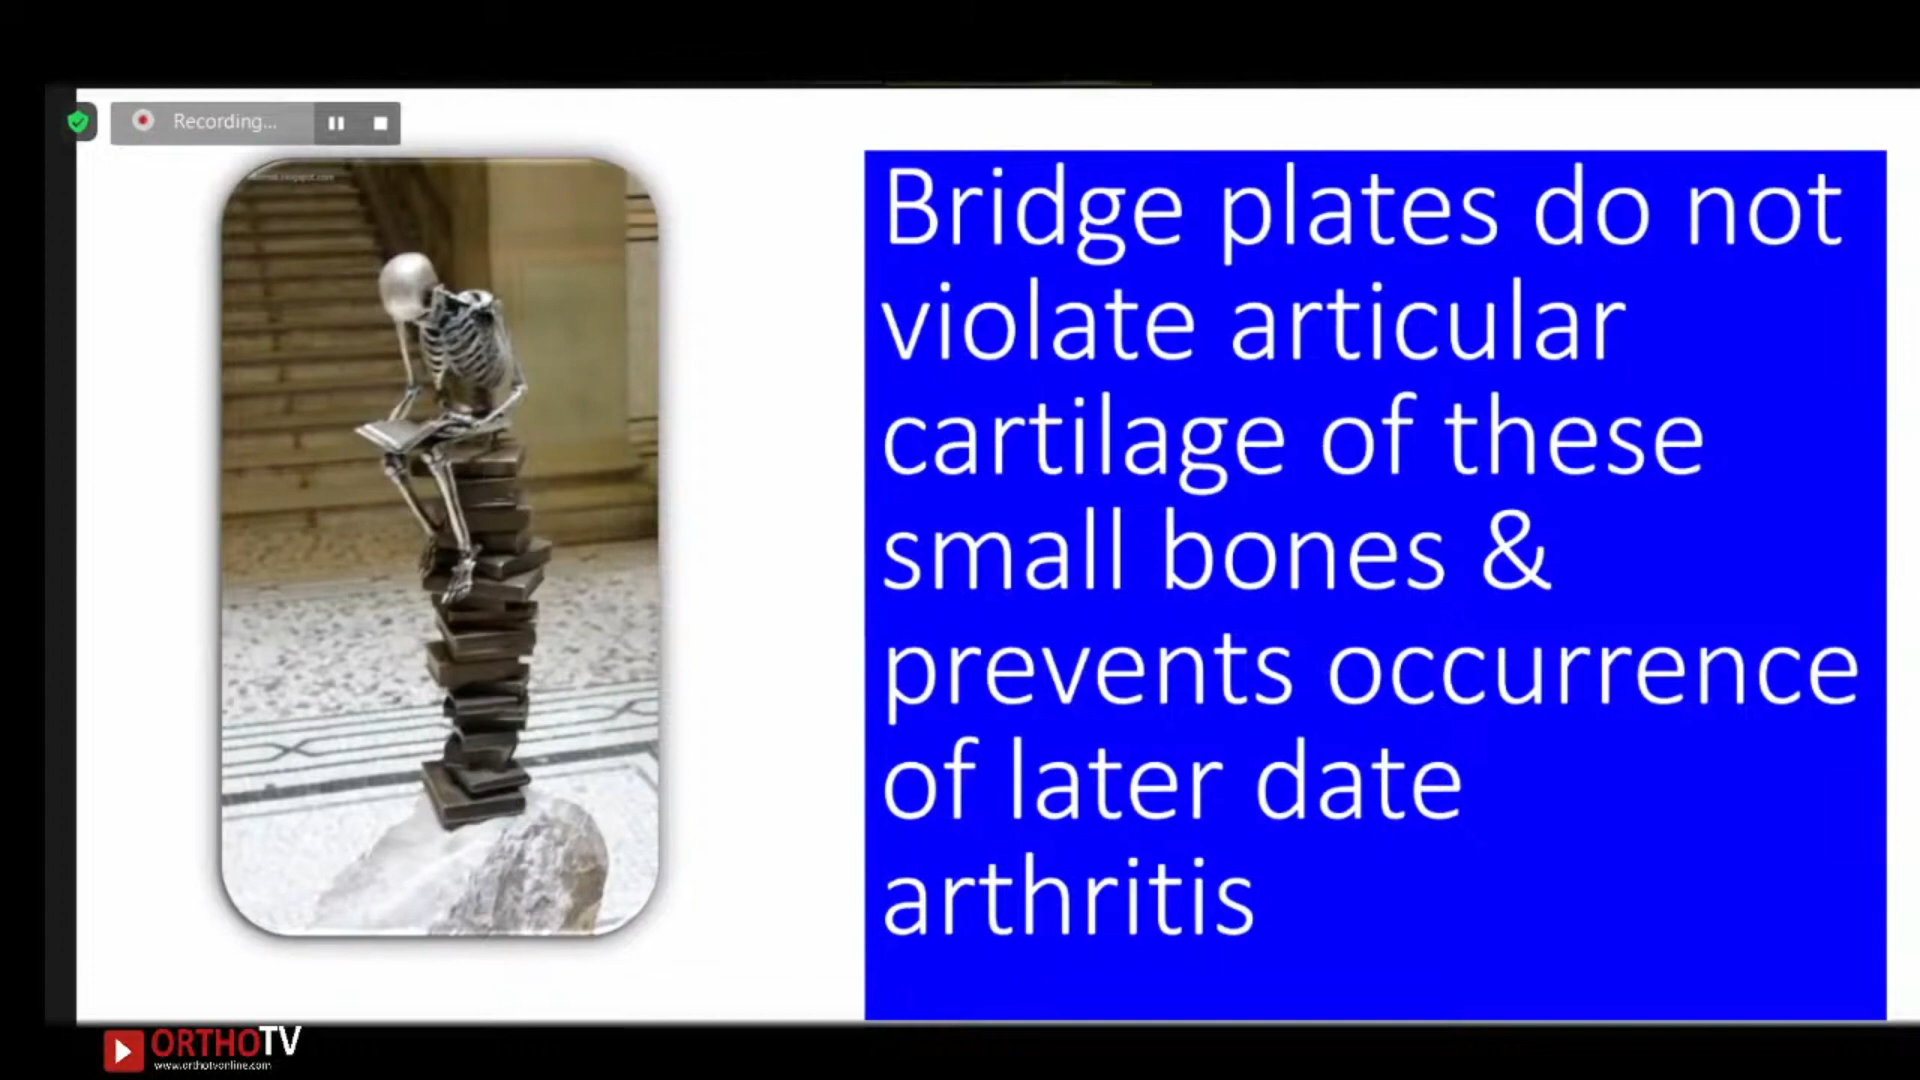 Recording...
Bridge plates do not
violate articular
cartilage of these
small bones &
prevents occurrence
of later date
arthritis
ORTHOTV
www.orthotvonline.com